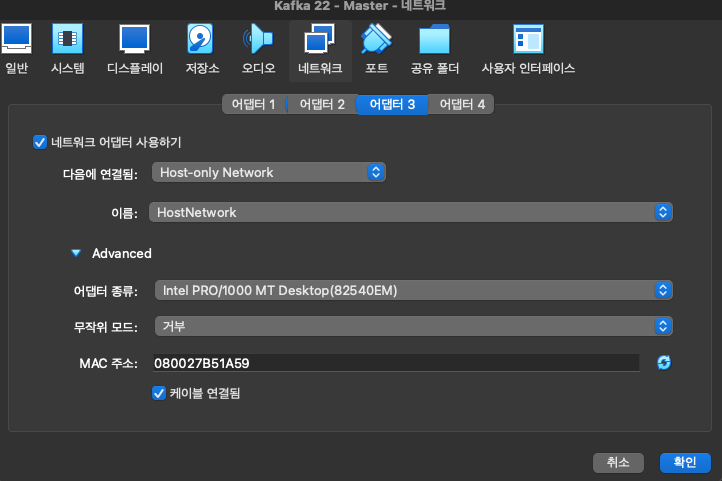 Kafka 22 - Master - 네트워크
일반 시스템 디스플레이 저장소 오디오 네트워크 포트 공유 폴더 사용자 인터페이스
어댑터 1 어댑터 2 어댑터 3 어댑터 4
네트워크 어댑터 사용하기
다음에 연결됨: Host-only Network
이름: HostNetwork
Advanced
어댑터 종류: Intel PRO/1000 MT Desktop(82540EM)
무작위 모드: 거부
MAC 주소: 080027B51A59
케이블 연결됨
취소 확인